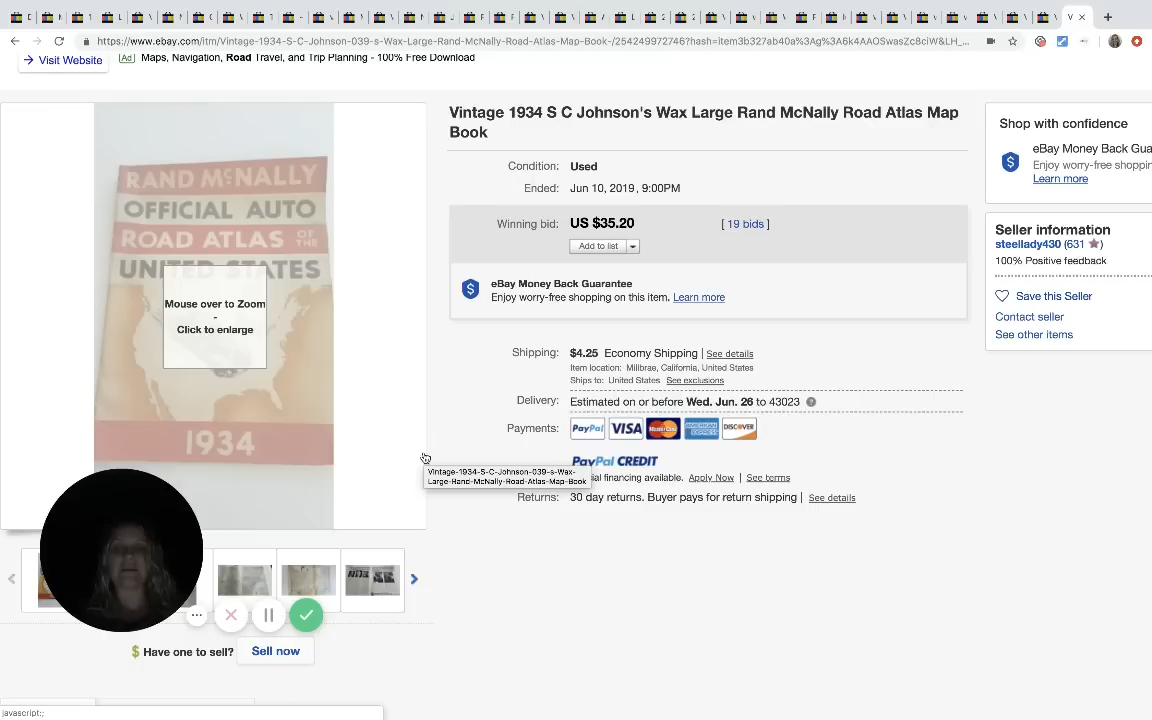 D
M
1
L
V
M
C
V
T
V
M
V
M
J
F
F
V
V
A
L
2
2
V
V
V
F
I
V
V
V
V
V
V
V
V
https://www.ebay.com/itm/Vintage-1934-S-C-Johnson-039-s-Wax-Large-Rand-McNally-Road-Atlas-Map-Book-/254249972746?hash=item3b327ab40a%3Ag%3A6k4AAOSwasZc8ciW&LH_...
Visit Website
Ad Maps, Navigation, Road Travel, and Trip Planning - 100% Free Download
RAND McNALLY
OFFICIAL AUTO
ROAD ATLAS OF THE
UNITED STATES
Mouse over to Zoom
-
Click to enlarge
1934
Vintage 1934 S C Johnson's Wax Large Rand McNally Road Atlas Map
Book
Condition: Used
Ended: Jun 10, 2019 , 9:00PM
Winning bid: US $35.20 [ 19 bids ]
Add to list
eBay Money Back Guarantee
Enjoy worry-free shopping on this item. Learn more
Shipping: $4.25 Economy Shipping | See details
Item location: Millbrae, California, United States
Ships to: United States See exclusions
Delivery: Estimated on or before Wed. Jun. 26 to 43023
Payments: PayPal VISA MasterCard AMERICAN EXPRESS DISCOVER
PayPal CREDIT
ial financing available. Apply Now | See terms
Vintage-1934-S-C-Johnson-039-s-Wax-
Large-Rand-McNally-Road-Atlas-Map-Book
Returns: 30 day returns. Buyer pays for return shipping | See details
Shop with confidence
eBay Money Back Gua
Enjoy worry-free shoppin
Learn more
Seller information
steellady430 (631
100% Positive feedback
Save this Seller
Contact seller
See other items
Have one to sell? Sell now
javascript:;